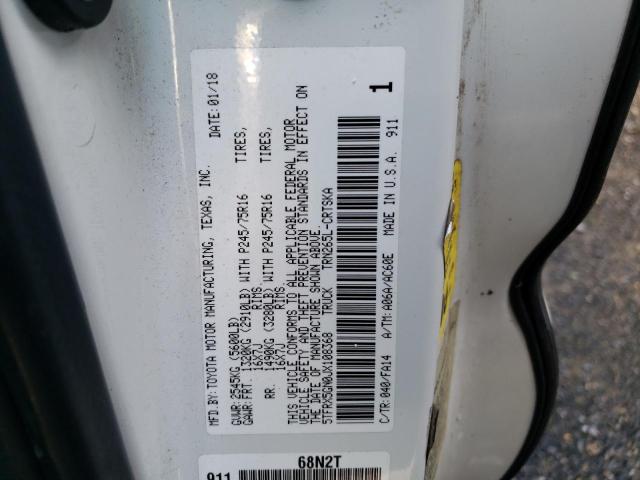 MFD.BY:TOYOTA MOTOR MANUFACTURING, TEXAS, INC. DATE: 01/18
GVWR:2545KG (5600LB)
GAWR:FRT. 1320KG (2910LB) WITH P245/75R16 TIRES,
16X7J RIMS.
RR. 1490KG (3280LB) WITH P245/75R16 TIRES,
16X7J RIMS.
THIS VEHICLE CONFORMS TO ALL APPLICABLE FEDERAL MOTOR
VEHICLE SAFETY AND THEFT PREVENTION STANDARDS IN EFFECT ON
THE DATE OF MANUFACTURE SHOWN ABOVE.
5TFRX5GN0JX108368 TRUCK TRN265L-CRTSKA
1
C/TR:040/FA14 A/TM:A06A/AC60E MADE IN U.S.A. 911
911 68N2T